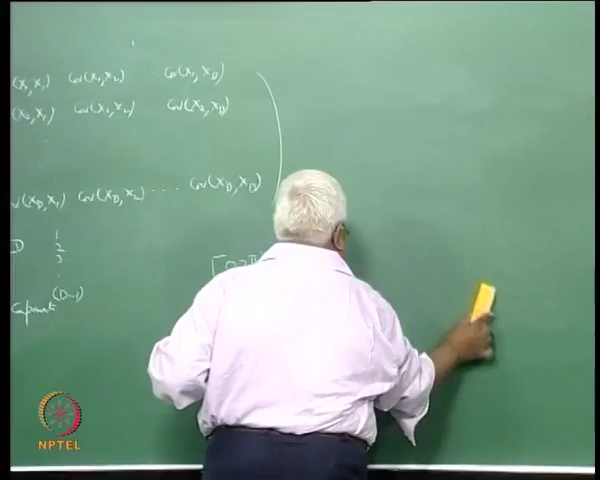 (X₁, X₁) Cov(X₁, X₂) Cov(X₁, X_D)
(X₂, X₁) Cov(X₂, X₂) Cov(X₂, X_D)
(X_D, X₁) Cov(X_D, X₂) ... Cov(X_D, X_D)
D 1
2
3
(D-1)
NPTEL